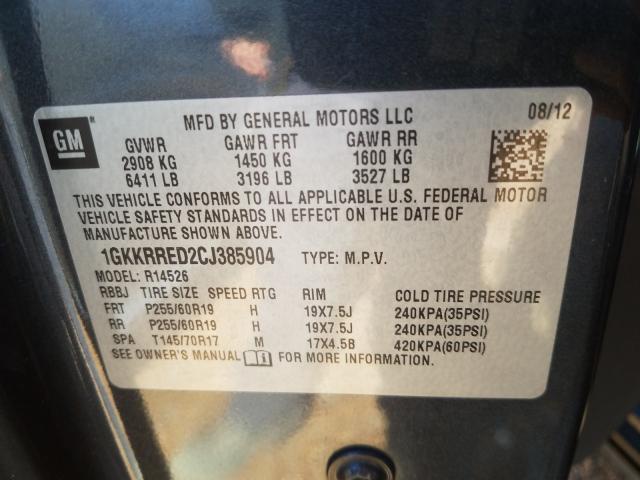 GM
MFD BY GENERAL MOTORS LLC 08/12
GVWR GAWR FRT GAWR RR
2908 KG 1450 KG 1600 KG
6411 LB 3196 LB 3527 LB
THIS VEHICLE CONFORMS TO ALL APPLICABLE U.S. FEDERAL MOTOR
VEHICLE SAFETY STANDARDS IN EFFECT ON THE DATE OF
MANUFACTURE SHOWN ABOVE.
1GKKRRED2CJ385904 TYPE: M.P.V.
MODEL: R14526
RBBJ TIRE SIZE SPEED RTG RIM COLD TIRE PRESSURE
FRT P255/60R19 H 19X7.5J 240KPA(35PSI)
RR P255/60R19 H 19X7.5J 240KPA(35PSI)
SPA T145/70R17 M 17X4.5B 420KPA(60PSI)
SEE OWNER'S MANUAL FOR MORE INFORMATION.